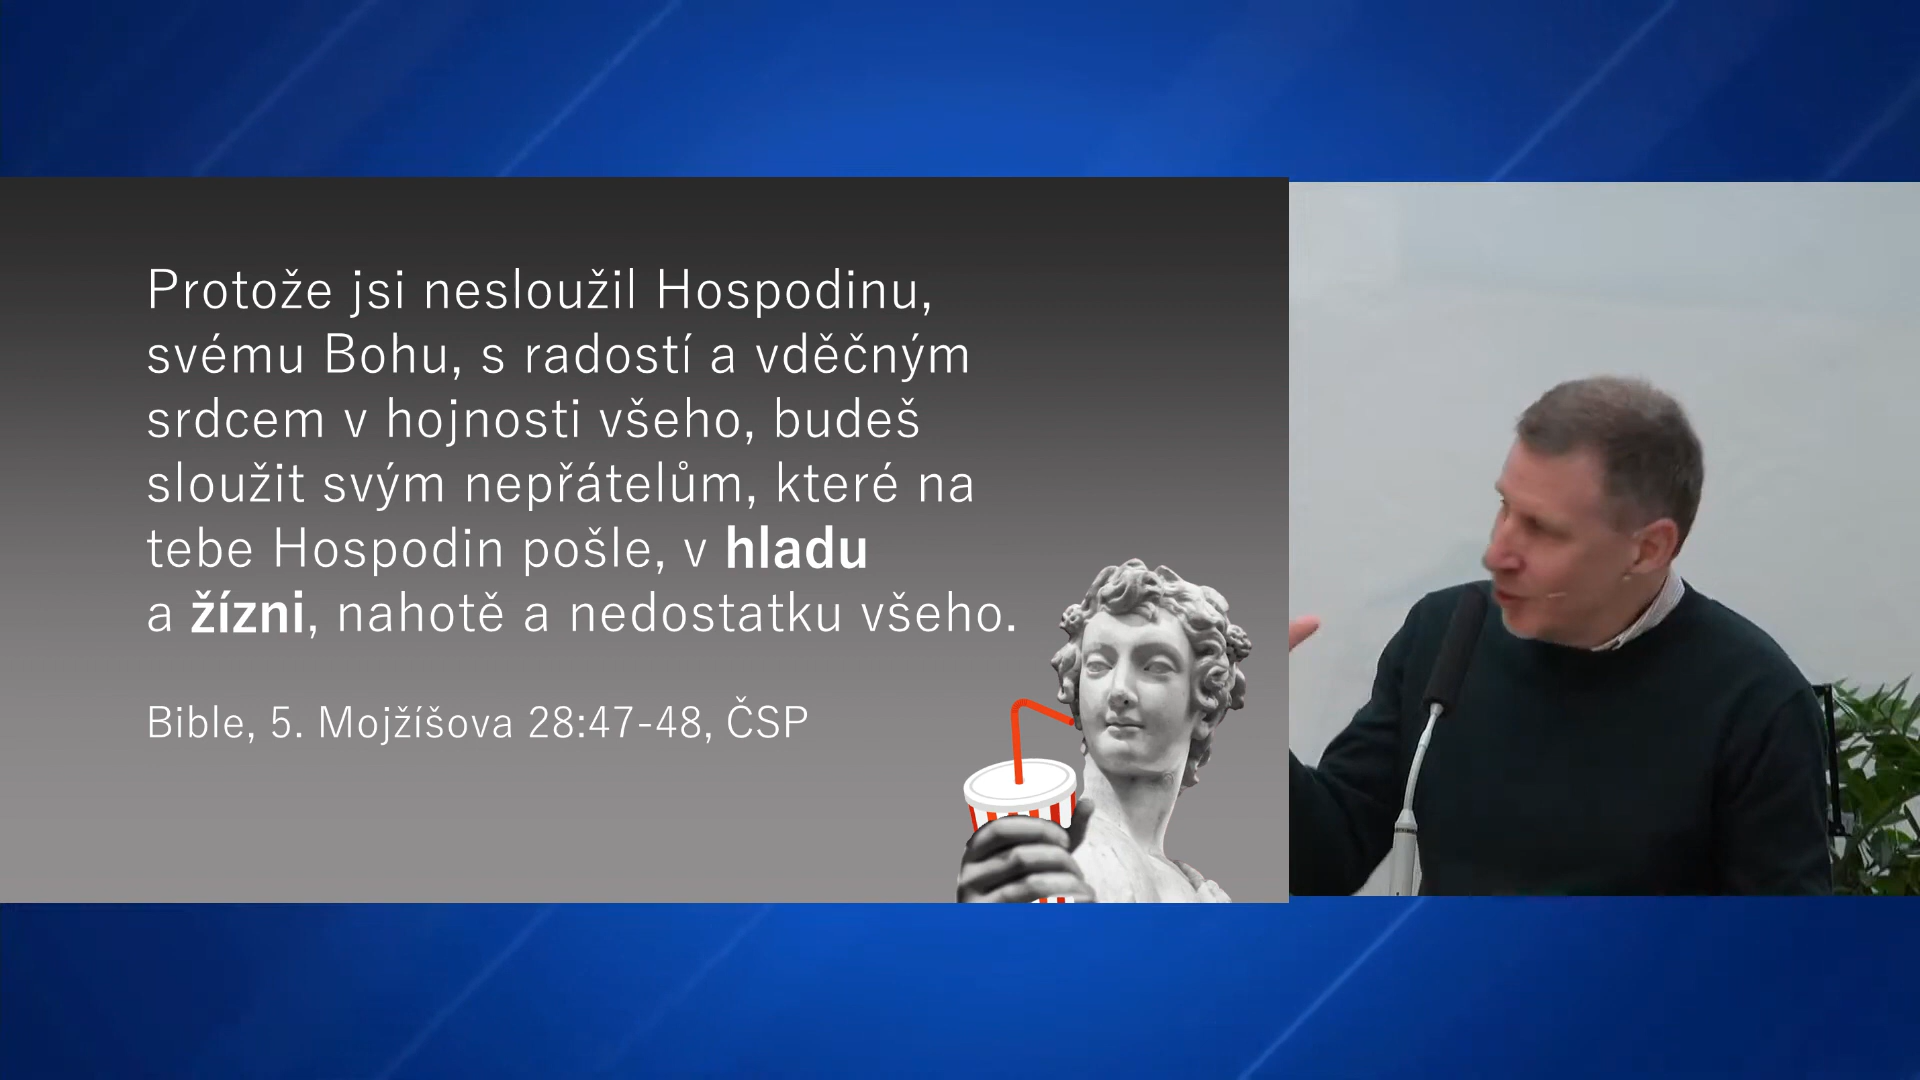 Protože jsi nesloužil Hospodinu,
svému Bohu, s radostí a vděčným
srdcem v hojnosti všeho, budeš
sloužit svým nepřátelům, které na
tebe Hospodin pošle, v hladu
a žízni, nahotě a nedostatku všeho.
Bible, 5. Mojžíšova 28:47-48, ČSP